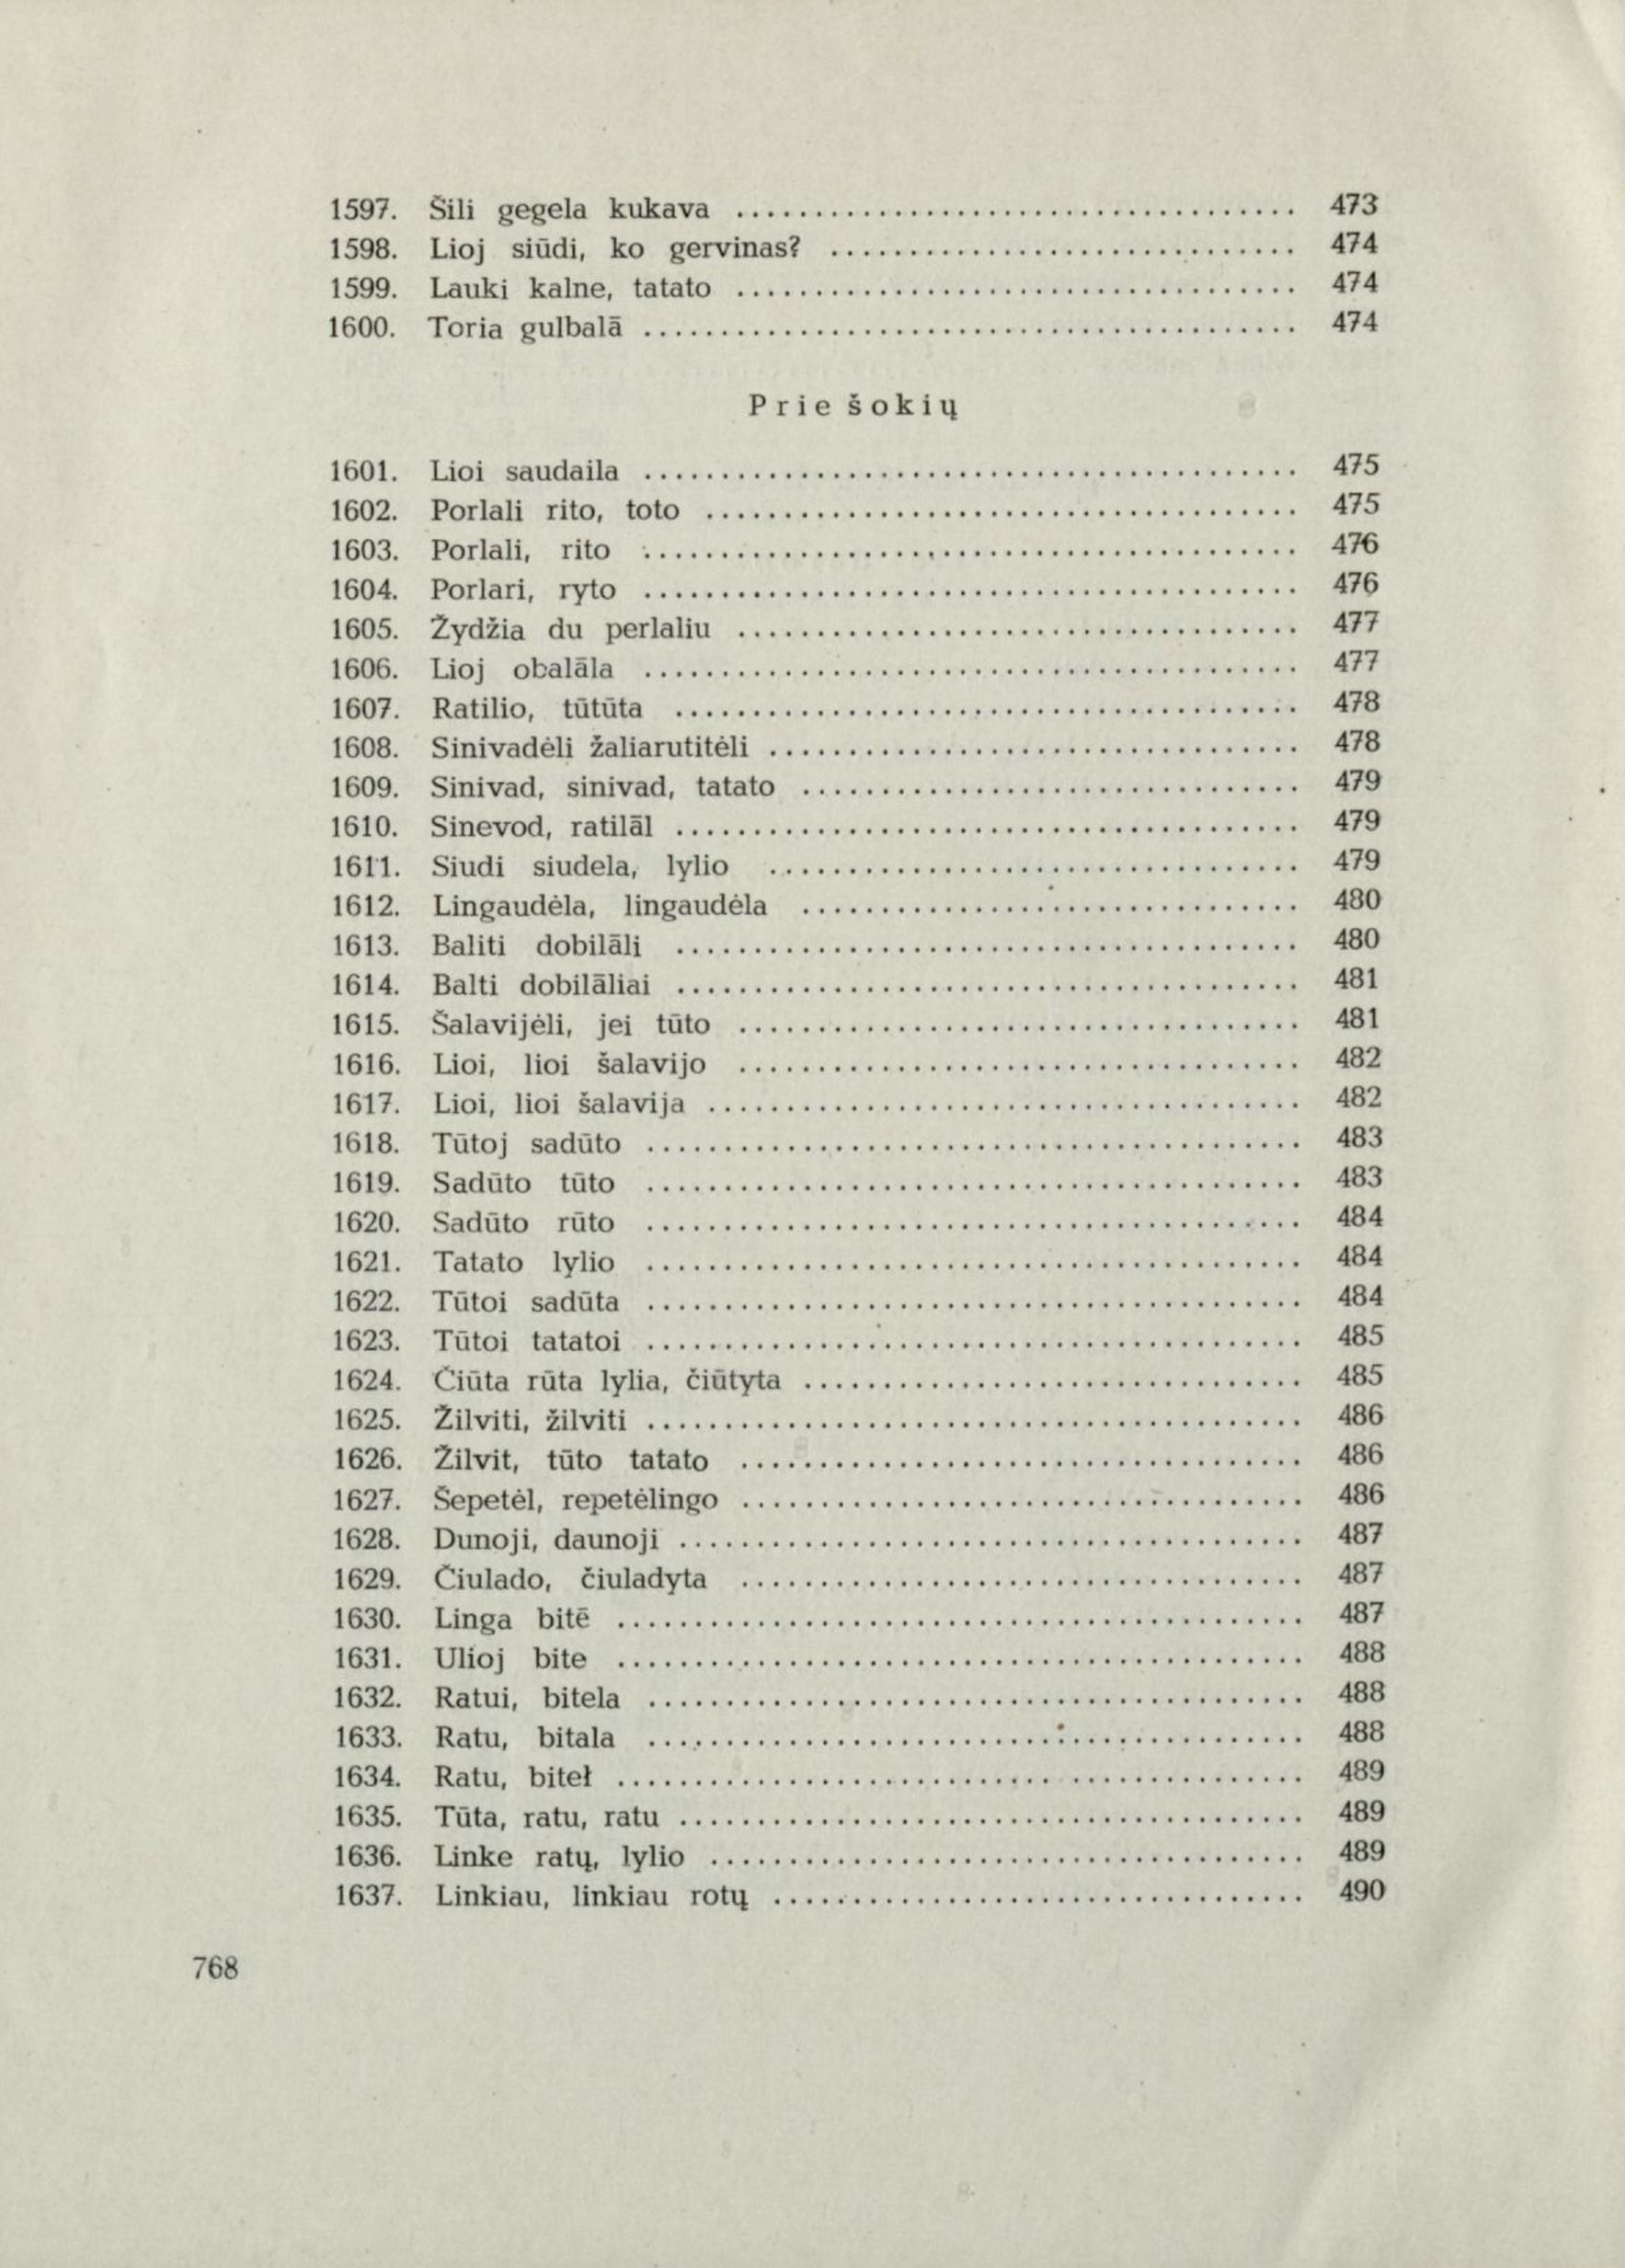 1597. Šili gegela kukava ........................................ 473
1598. Lioj siūdi, ko gervinas? ........................................ 474
1599. Lauki kalne, tatato ........................................ 474
1600. Toria gulbalā ........................................ 474
Prie šokių
1601. Lioi saudaila ........................................ 475
1602. Porlali rito, toto ........................................ 475
1603. Porlali, rito ........................................ 476
1604. Porlari, ryto ........................................ 476
1605. Žydžia du perlaliu ........................................ 477
1606. Lioj obalāla ........................................ 477
1607. Ratilio, tūtūta ........................................ 478
1608. Sinivadėli žaliarutitėli ........................................ 478
1609. Sinivad, sinivad, tatato ........................................ 479
1610. Sinevod, ratilāl ........................................ 479
1611. Siudi siudela, lylio ........................................ 479
1612. Lingaudėla, lingaudėla ........................................ 480
1613. Baliti dobilāli ........................................ 480
1614. Balti dobilāliai ........................................ 481
1615. Šalavijėli, jei tūto ........................................ 481
1616. Lioi, lioi šalavijo ........................................ 482
1617. Lioi, lioi šalavija ........................................ 482
1618. Tūtoj sadūto ........................................ 483
1619. Sadūto tūto ........................................ 483
1620. Sadūto rūto ........................................ 484
1621. Tatato lylio ........................................ 484
1622. Tūtoi sadūta ........................................ 484
1623. Tūtoi tatatoi ........................................ 485
1624. Čiūta rūta lylia, čiūtyta ........................................ 485
1625. Žilviti, žilviti ........................................ 486
1626. Žilvit, tūto tatato ........................................ 486
1627. Šepetėl, repetėlingo ........................................ 486
1628. Dunoji, daunoji ........................................ 487
1629. Čiulado, čiuladyta ........................................ 487
1630. Linga bitē ........................................ 487
1631. Ulioj bite ........................................ 488
1632. Ratui, bitela ........................................ 488
1633. Ratu, bitala ........................................ 488
1634. Ratu, biteł ........................................ 489
1635. Tūta, ratu, ratu ........................................ 489
1636. Linke ratų, lylio ........................................ 489
1637. Linkiau, linkiau rotų ........................................ 490
768